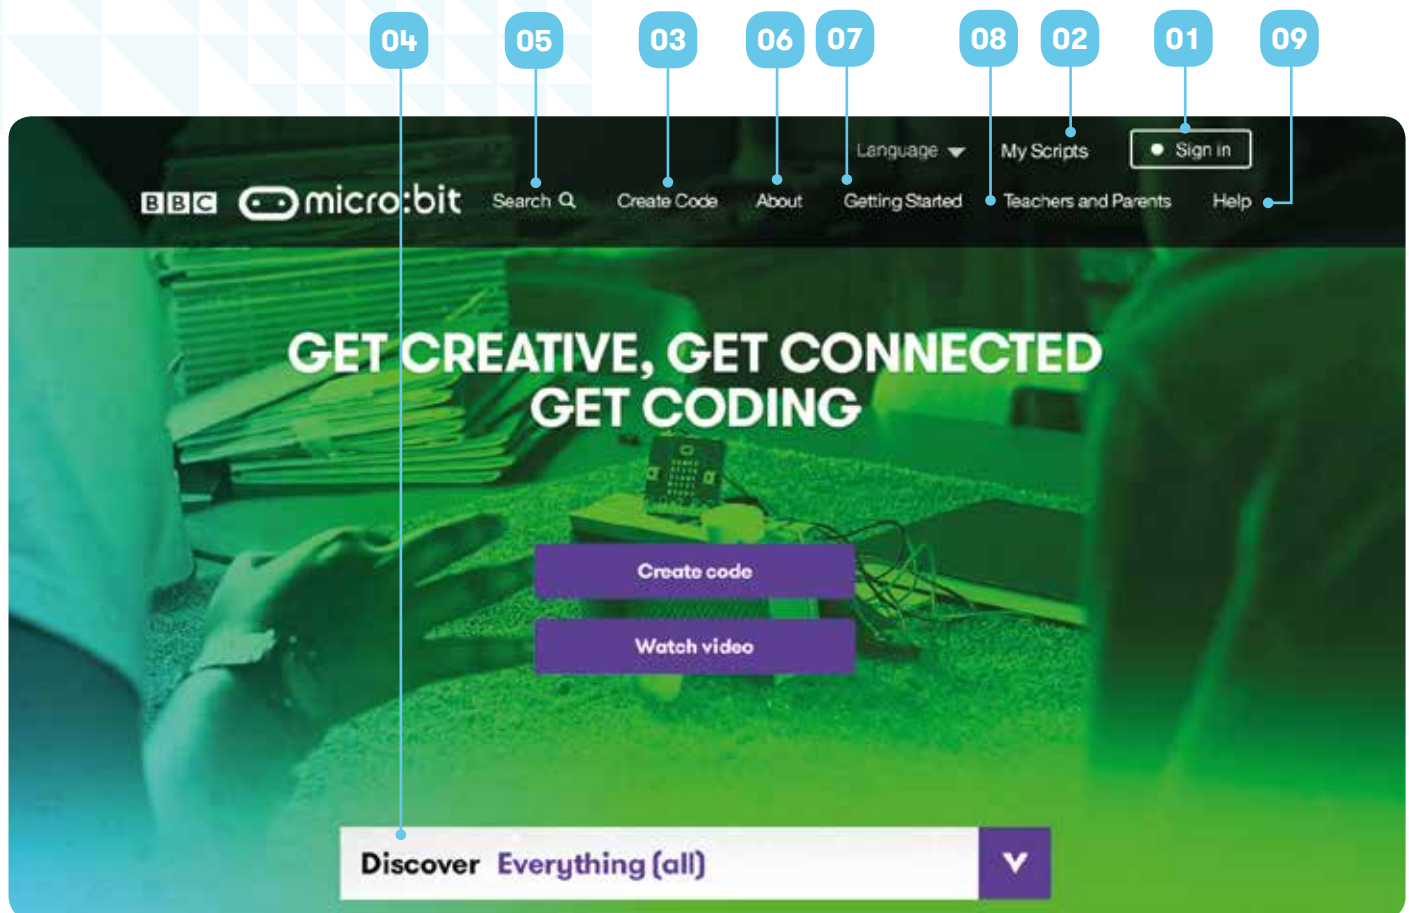 04 05 03 06 07 08 02 01 09
Language My Scripts Sign in
BBC micro:bit Search Create Code About Getting Started Teachers and Parents Help
GET CREATIVE, GET CONNECTED
GET CODING
Create code
Watch video
Discover Everything (all)